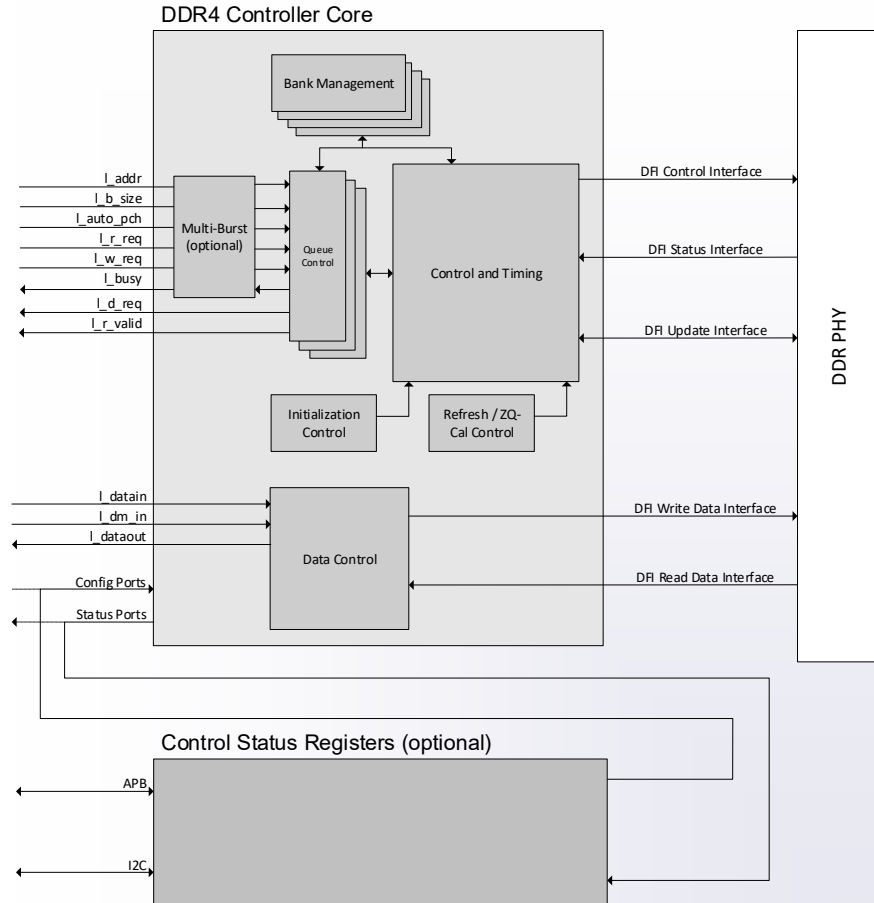 DDR4 Controller Core
Bank Management
l_addr
l_b_size
l_auto_pch
l_r_req
l_w_req
l_busy
l_d_req
l_r_valid
Multi-Burst
(optional)
Queue
Control
Control and Timing
DFI Control Interface
DFI Status Interface
DFI Update Interface
DDR PHY
Initialization
Control
Refresh / ZQ-
Cal Control
l_datain
l_dm_in
l_dataout
Data Control
DFI Write Data Interface
DFI Read Data Interface
Config Ports
Status Ports
Control Status Registers (optional)
APB
I2C